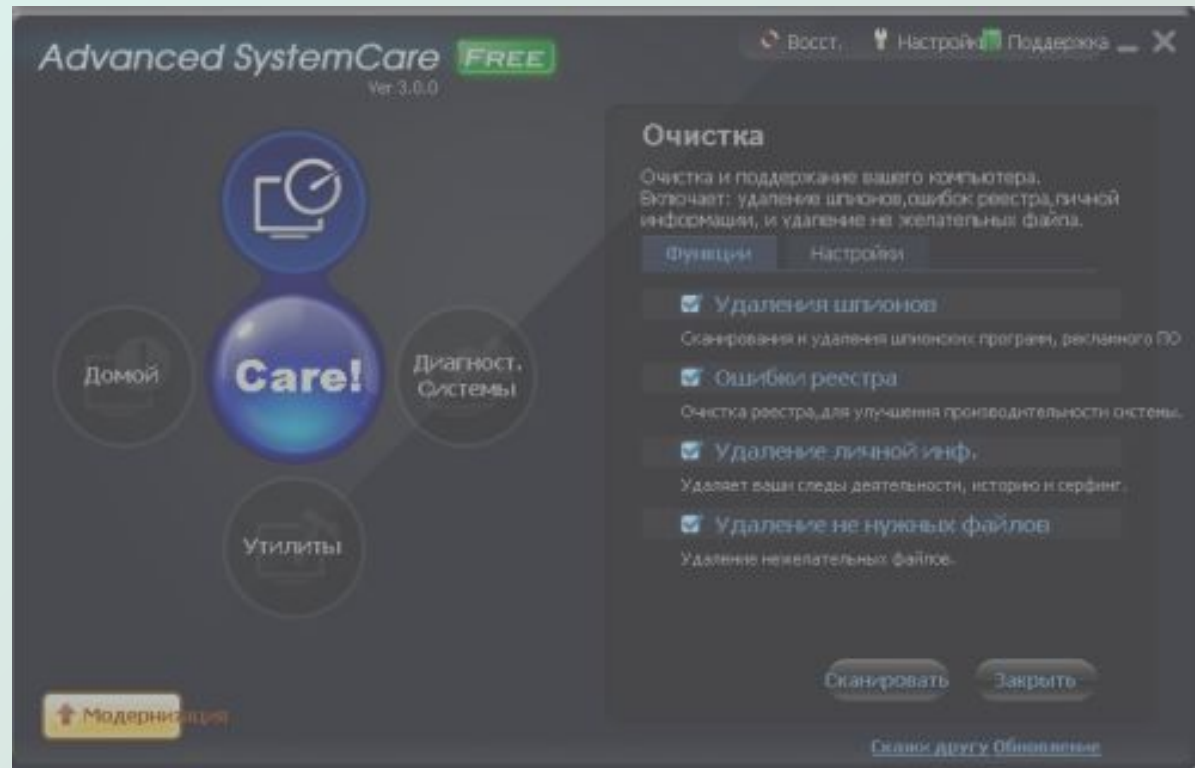 Advanced SystemCare FREE
Ver 3.0.0
Восст. Настройки Поддержка
Очистка
Очистка и поддержание вашего компьютера.
Включает: удаление шпионов,ошибок реестра,личной
информации, и удаление не желательных файла.
Функции Настройки
Удаления шпионов
Сканирования и удаления шпионских програмн, рекламного ПО
Ошибки реестра
Очистка реестра,для улучшения производительности системы.
Удаление личной инф.
Удаляет ваши следы деятельности, историю и серфинг.
Удаление не нужных файлов
Удаление нежелательных файлов.
Домой
Care!
Диагност.
Системы
Утилиты
Сканировать Закрыть
Модернизация
Скажи другу Обновление